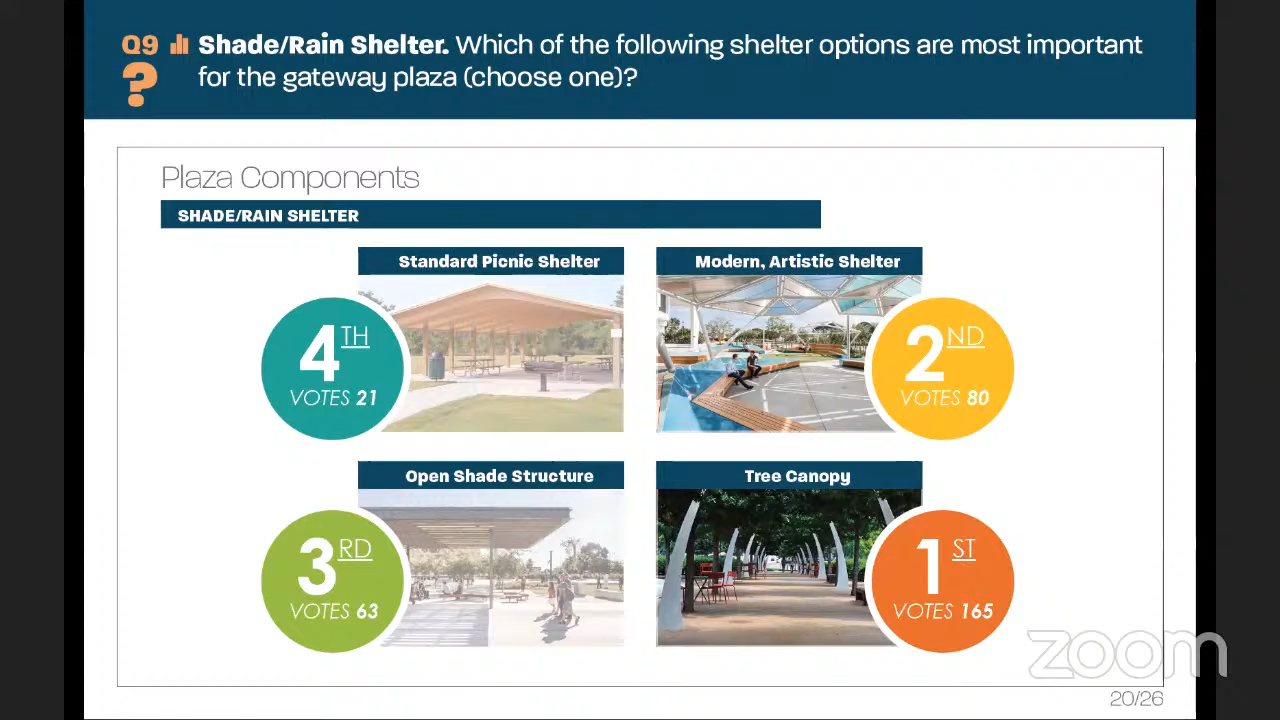 Q9 Shade/Rain Shelter. Which of the following shelter options are most important
? for the gateway plaza (choose one)?
Plaza Components
SHADE/RAIN SHELTER
Standard Picnic Shelter
4TH
VOTES 21
Modern, Artistic Shelter
2ND
VOTES 80
Open Shade Structure
3RD
VOTES 63
Tree Canopy
1ST
VOTES 165
zoom
20/26